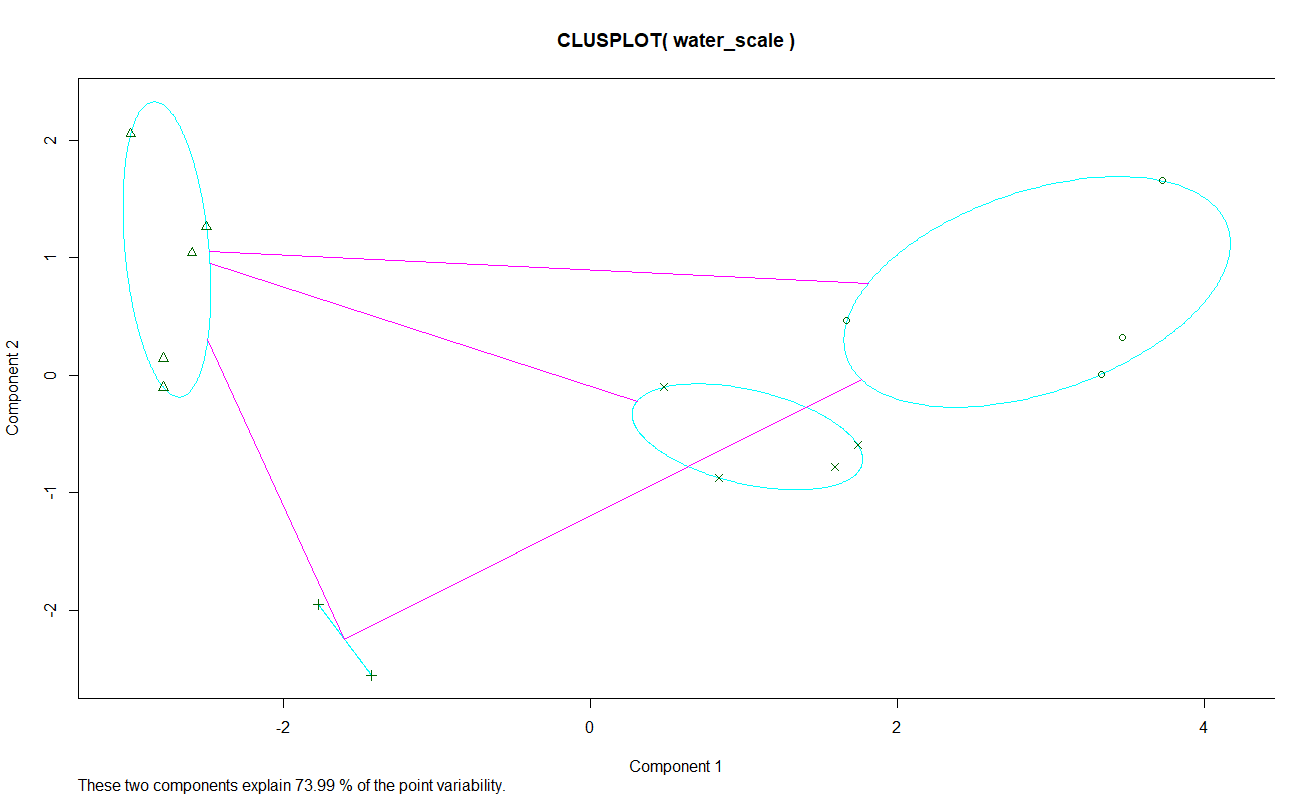 CLUSPLOT( water_scale )
2
1
0
-1
-2
Component 2
-2
0
2
4
Component 1
These two components explain 73.99 % of the point variability.